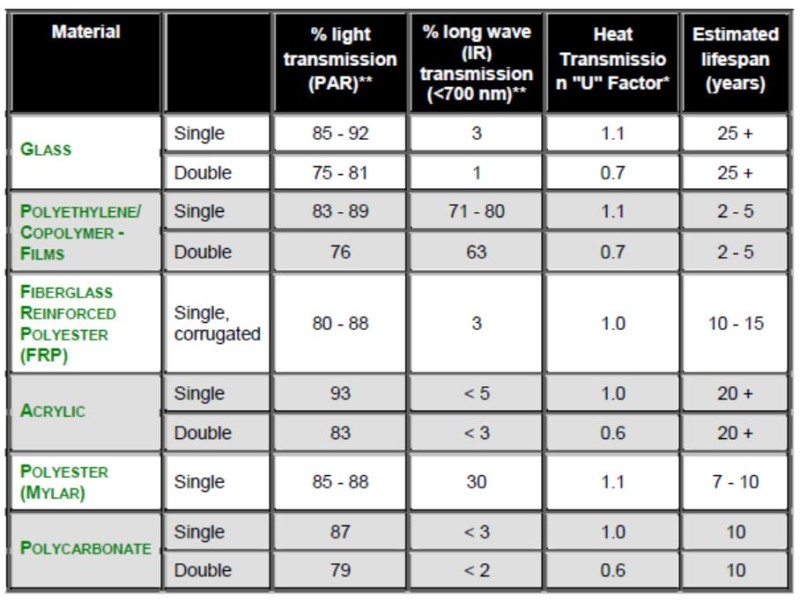 Material % light transmission (PAR)** % long wave (IR) transmission (<700 nm)** Heat Transmissio n "U" Factor* Estimated lifespan (years)
GLASS Single 85 - 92 3 1.1 25 +
Double 75 - 81 1 0.7 25 +
POLYETHYLENE/ COPOLYMER - FILMS Single 83 - 89 71 - 80 1.1 2 - 5
Double 76 63 0.7 2 - 5
FIBERGLASS REINFORCED POLYESTER (FRP) Single, corrugated 80 - 88 3 1.0 10 - 15
ACRYLIC Single 93 < 5 1.0 20 +
Double 83 < 3 0.6 20 +
POLYESTER (MYLAR) Single 85 - 88 30 1.1 7 - 10
POLYCARBONATE Single 87 < 3 1.0 10
Double 79 < 2 0.6 10